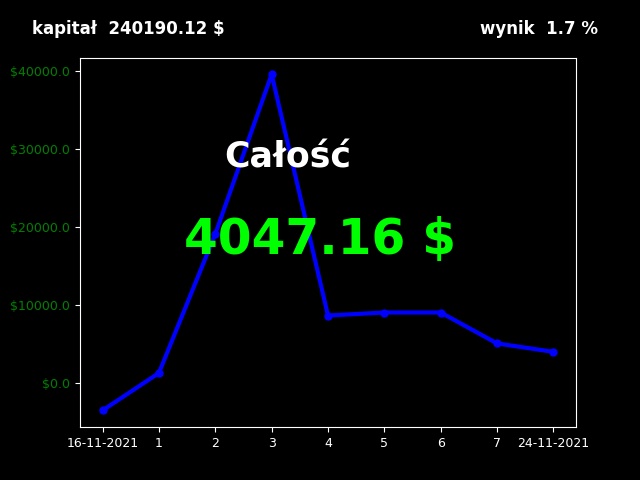 kapitał 240190.12 $
wynik 1.7 %
$40000.0
$30000.0
$20000.0
$10000.0
$0.0
Całość
4047.16 $
16-11-2021 1 2 3 4 5 6 7 24-11-2021